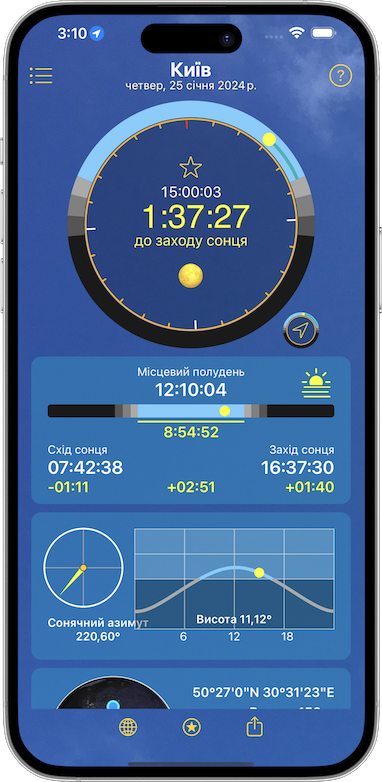 3:10
Київ
четвер, 25 січня 2024 р.
?
15:00:03
1:37:27
до заходу сонця
Місцевий полудень
12:10:04
8:54:52
Схід сонця Захід сонця
07:42:38 16:37:30
-01:11 +02:51 +01:40
Висота 11,12°
Сонячний азимут
220,60°
6 12 18
50°27'0"N 30°31'23"E